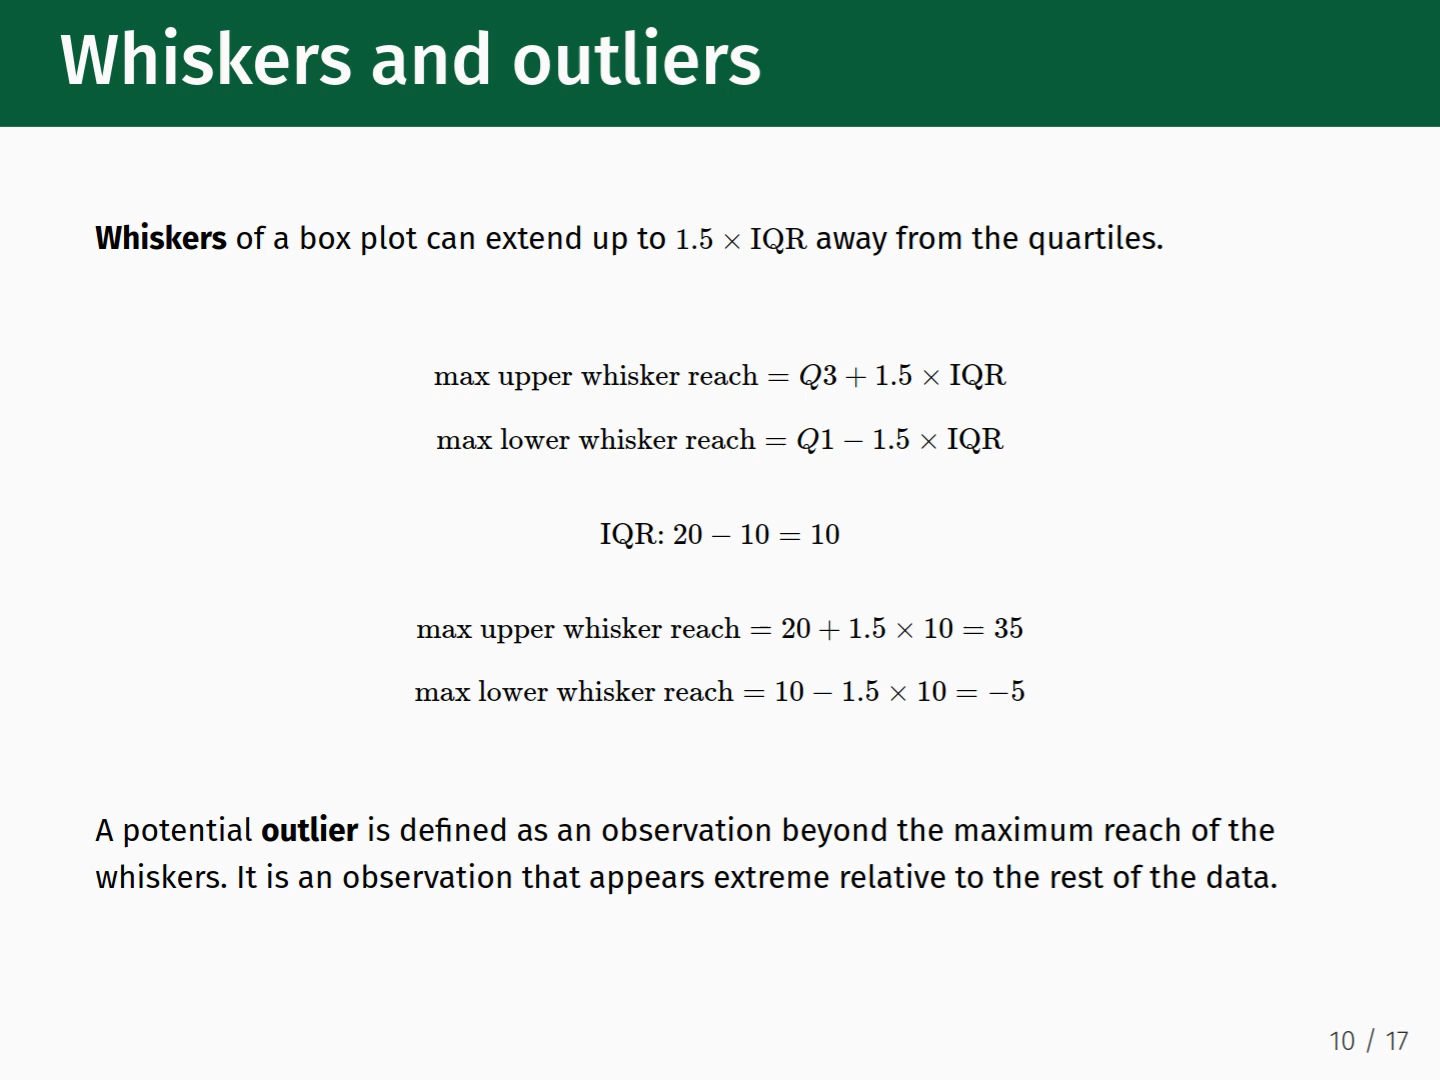 Whiskers and outliers
Whiskers of a box plot can extend up to 1.5 × IQR away from the quartiles.
max upper whisker reach = Q3 + 1.5 × IQR
max lower whisker reach = Q1 − 1.5 × IQR
IQR: 20 − 10 = 10
max upper whisker reach = 20 + 1.5 × 10 = 35
max lower whisker reach = 10 − 1.5 × 10 = −5
A potential outlier is defined as an observation beyond the maximum reach of the
whiskers. It is an observation that appears extreme relative to the rest of the data.
10 / 17